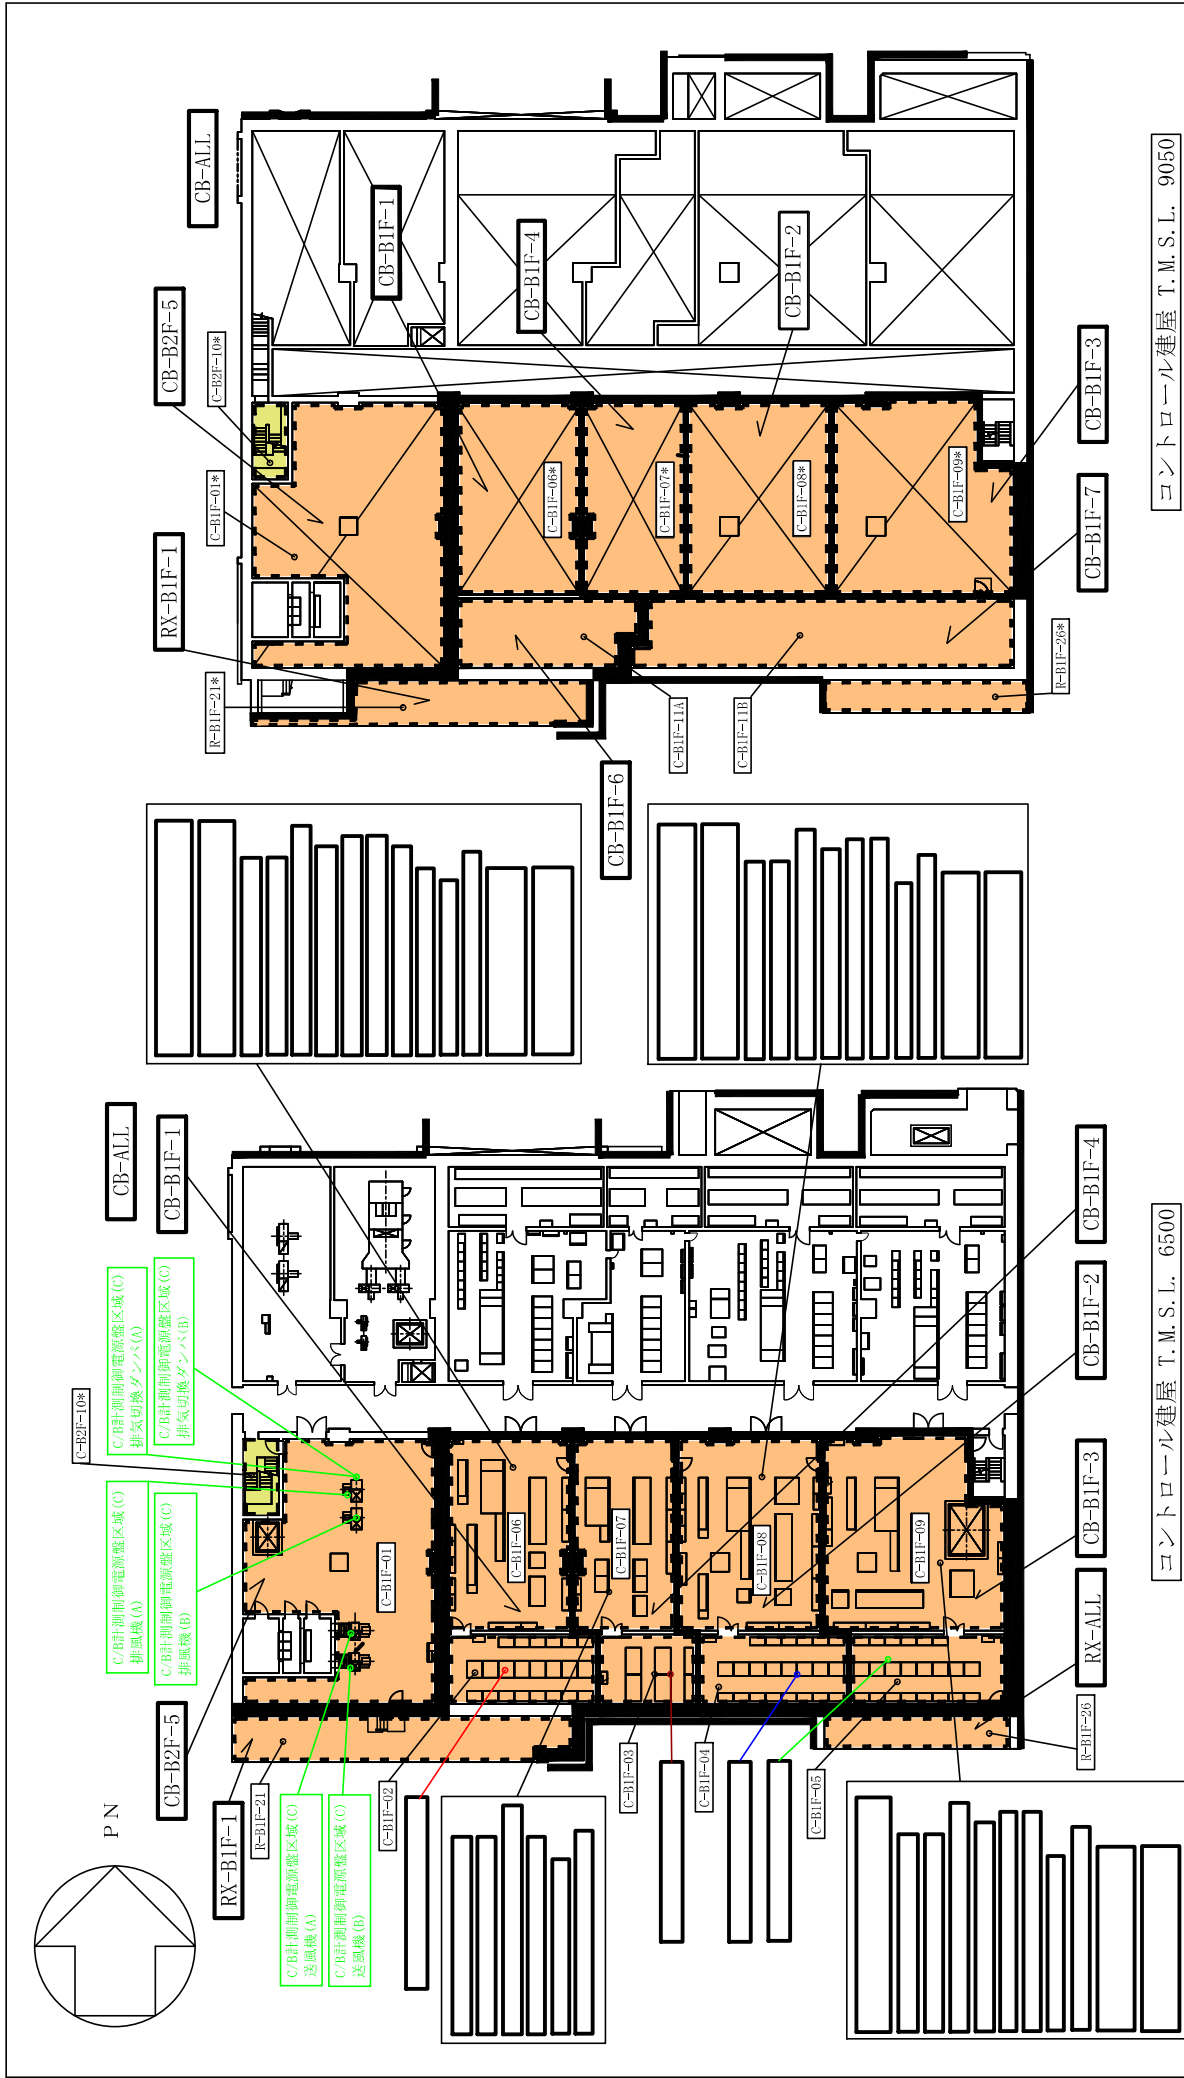 CB-ALL
CB-B2F-5
C-B2F-10*
C-B1F-01*
RX-B1F-1
R-B1F-21*
CB-B1F-1
CB-B1F-4
CB-B1F-2
C-B1F-06*
C-B1F-07*
C-B1F-08*
C-B1F-09*
CB-B1F-3
CB-B1F-7
R-B1F-26*
C-B1F-11A
C-B1F-11B
CB-B1F-6
コントロール建屋 T.M.S.L. 9050
CB-ALL
CB-B1F-1
C/B計測制御電源盤区域(C)
排気切換ダンパ(A)
C/B計測制御電源盤区域(C)
排気切換ダンパ(B)
C-B2F-10*
C/B計測制御電源盤区域(C)
排風機(A)
C/B計測制御電源盤区域(C)
排風機(B)
CB-B2F-5
RX-B1F-1
R-B1F-21
C/B計測制御電源盤区域(C)
送風機(A)
C/B計測制御電源盤区域(C)
送風機(B)
PN
C-B1F-01
C-B1F-06
C-B1F-07
C-B1F-08
C-B1F-09
C-B1F-02
C-B1F-03
C-B1F-04
C-B1F-05
CB-B1F-4
CB-B1F-2
CB-B1F-3
RX-ALL
R-B1F-26
コントロール建屋 T.M.S.L. 6500